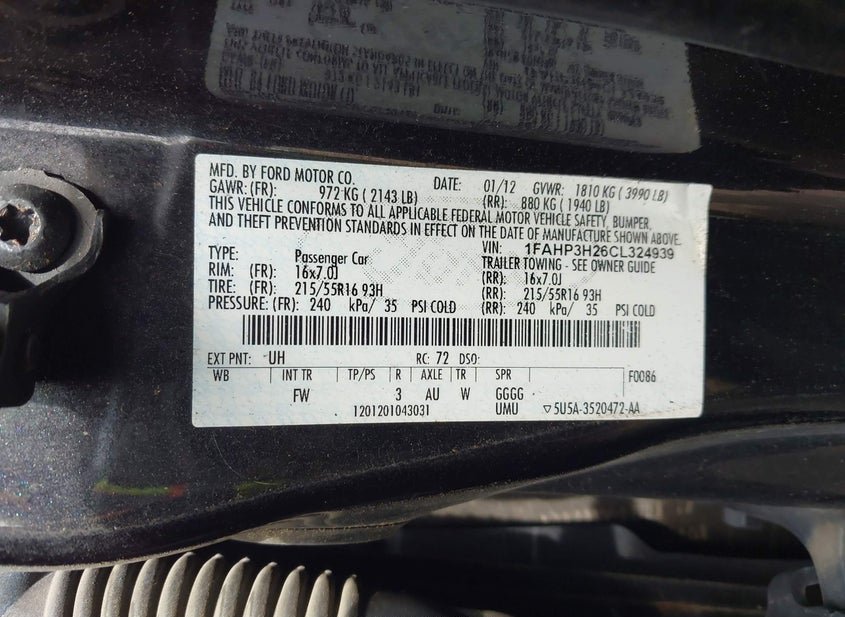 MFD. BY FORD MOTOR CO. DATE: 01/12 GVWR: 1810 KG ( 3990 LB)
GAWR: (FR): 972 KG ( 2143 LB) (RR): 880 KG ( 1940 LB)
THIS VEHICLE CONFORMS TO ALL APPLICABLE FEDERAL MOTOR VEHICLE SAFETY, BUMPER,
AND THEFT PREVENTION STANDARDS IN EFFECT ON THE DATE OF MANUFACTURE SHOWN ABOVE.
VIN: 1FAHP3H26CL324939
TYPE: Passenger Car TRAILER TOWING - SEE OWNER GUIDE
RIM: (FR): 16x7.0J (RR): 16x7.0J
TIRE: (FR): 215/55R16 93H (RR): 215/55R16 93H
PRESSURE: (FR): 240 kPa/ 35 PSI COLD (RR): 240 kPa/ 35 PSI COLD
EXT PNT: UH RC: 72 DSO:
WB INT TR TP/PS R AXLE TR SPR F0086
FW 3 AU W GGGG
1201201043031 UMU ▽5U5A-3520472-AA